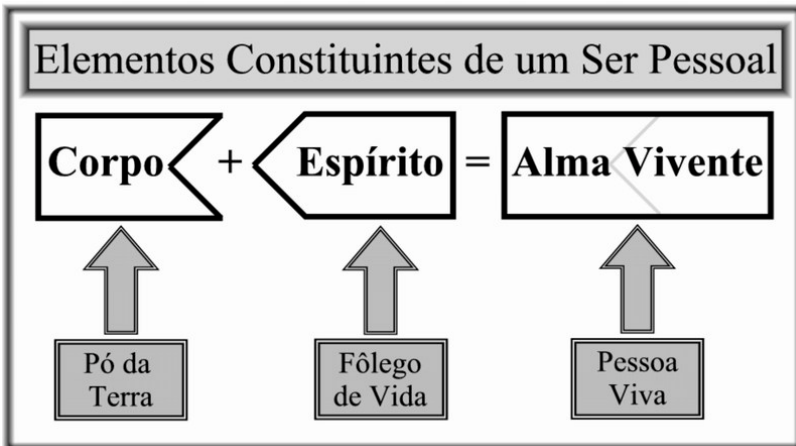 Elementos Constituintes de um Ser Pessoal
Corpo + Espírito = Alma Vivente
Pó da
Terra
Fôlego
de Vida
Pessoa
Viva